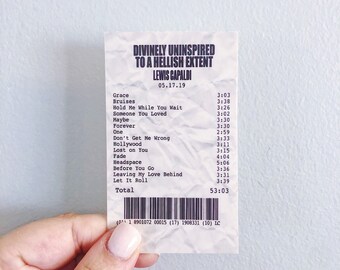 DIVINELY UNINSPIRED
TO A HELLISH EXTENT
LEWIS CAPALDI
05.17.19
Grace 3:03
Bruises 3:38
Hold Me While You Wait 3:26
Someone You Loved 3:02
Maybe 3:30
Forever 3:30
One 2:59
Don't Get Me Wrong 3:33
Hollywood 3:11
Lost on You 3:15
Fade 4:04
Headspace 5:06
Before You Go 3:36
Leaving My Love Behind 3:31
Let It Roll 3:39
Total 53:03